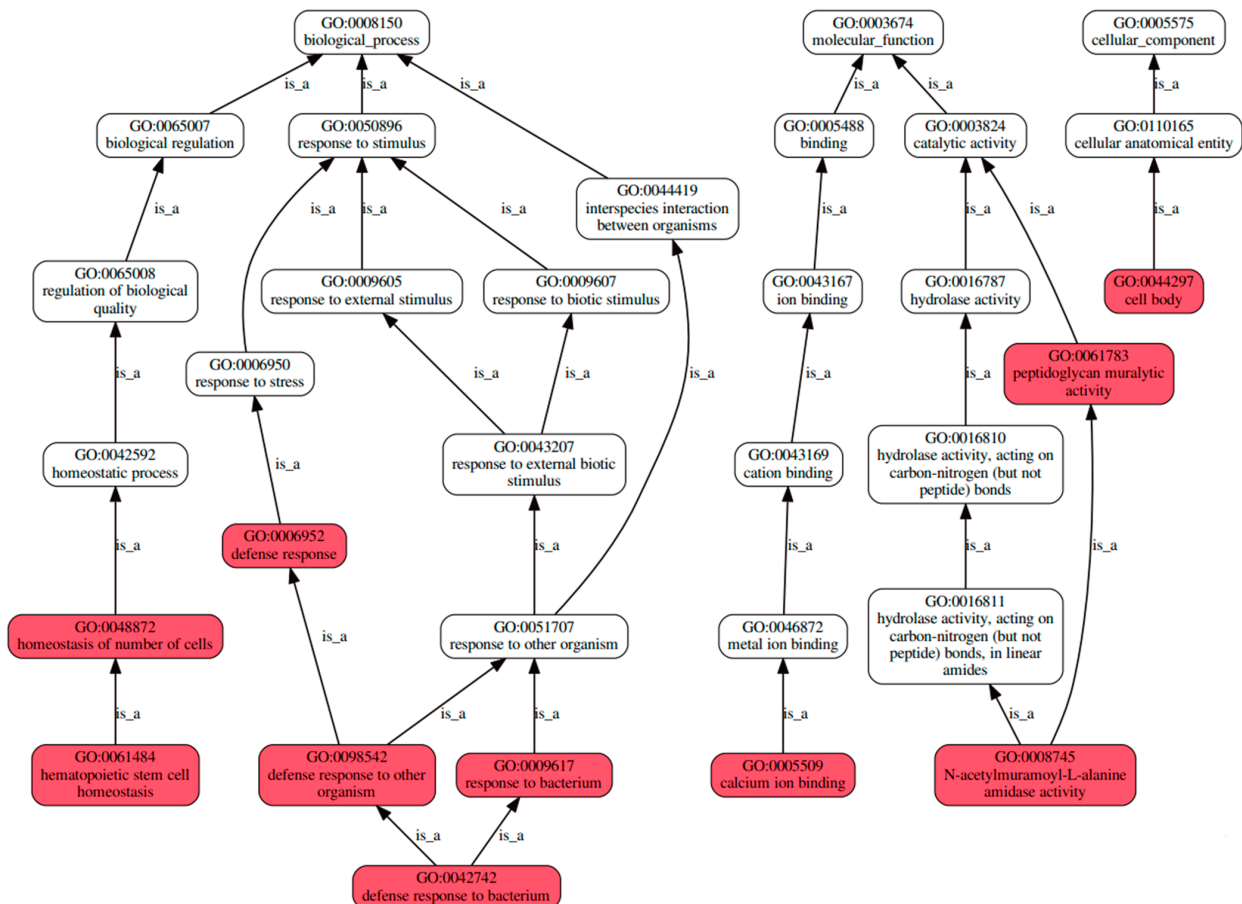 GO:0008150
biological_process
GO:0003674
molecular_function
GO:0005575
cellular_component
is_a
is_a
is_a
is_a
is_a
is_a
GO:0065007
biological regulation
GO:0050896
response to stimulus
GO:0005488
binding
GO:0003824
catalytic activity
GO:0110165
cellular anatomical entity
GO:0044419
interspecies interaction
between organisms
is_a
is_a
is_a
is_a
is_a
is_a
is_a
is_a
GO:0065008
regulation of biological
quality
GO:0009605
response to external stimulus
GO:0009607
response to biotic stimulus
GO:0043167
ion binding
GO:0016787
hydrolase activity
GO:0044297
cell body
GO:0006950
response to stress
GO:0061783
peptidoglycan muralytic
activity
is_a
is_a
is_a
is_a
is_a
is_a
GO:0042592
homeostatic process
GO:0043207
response to external biotic
stimulus
GO:0043169
cation binding
GO:0016810
hydrolase activity, acting on
carbon-nitrogen (but not
peptide) bonds
is_a
GO:0006952
defense response
is_a
is_a
is_a
is_a
is_a
GO:0048872
homeostasis of number of cells
GO:0051707
response to other organism
GO:0046872
metal ion binding
GO:0016811
hydrolase activity, acting on
carbon-nitrogen (but not
peptide) bonds, in linear
amides
is_a
is_a
is_a
is_a
is_a
is_a
GO:0061484
hematopoietic stem cell
homeostasis
GO:0098542
defense response to other
organism
GO:0009617
response to bacterium
GO:0005509
calcium ion binding
GO:0008745
N-acetylmuramoyl-L-alanine
amidase activity
is_a
is_a
GO:0042742
defense response to bacterium